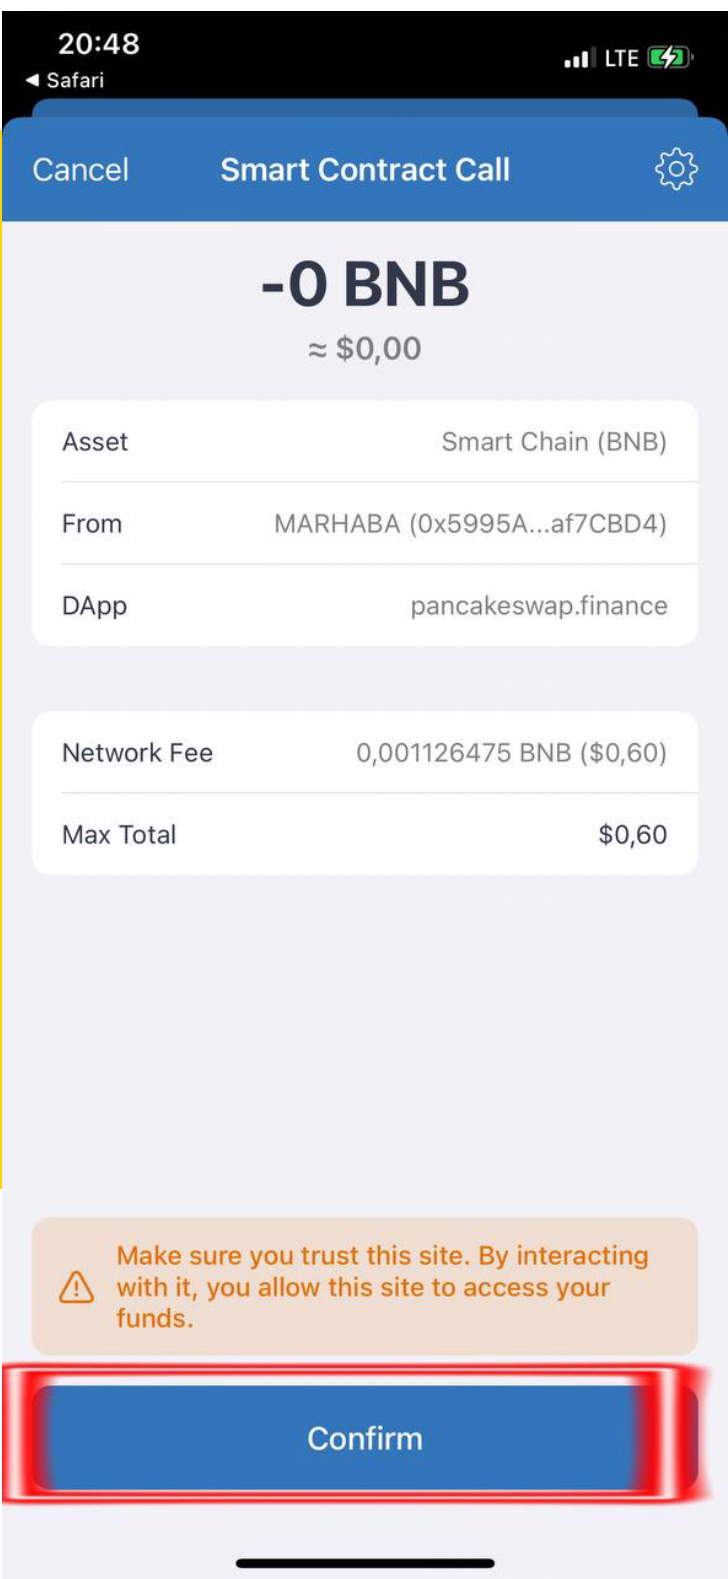 20:48
◀ Safari
LTE
Cancel
Smart Contract Call
-0 BNB
≈ $0,00
Asset Smart Chain (BNB)
From MARHABA (0x5995A...af7CBD4)
DApp pancakeswap.finance
Network Fee 0,001126475 BNB ($0,60)
Max Total $0,60
Make sure you trust this site. By interacting
with it, you allow this site to access your
funds.
Confirm